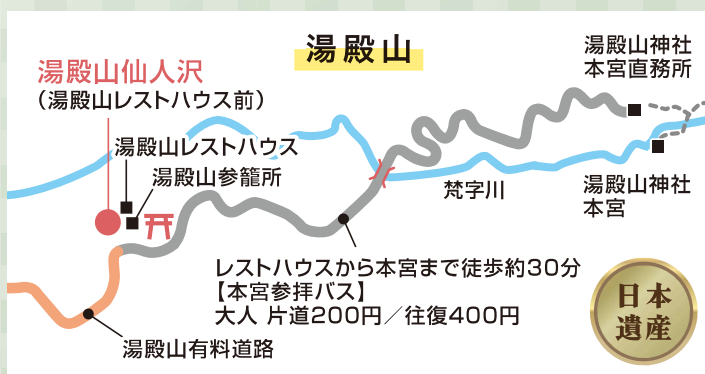 湯殿山
湯殿山神社
本宮直務所
湯殿山仙人沢
（湯殿山レストハウス前）
湯殿山レストハウス
湯殿山参籠所
梵字川
湯殿山神社
本宮
レストハウスから本宮まで徒歩約30分
【本宮参拝バス】
大人 片道200円／往復400円
日本
遺産
湯殿山有料道路